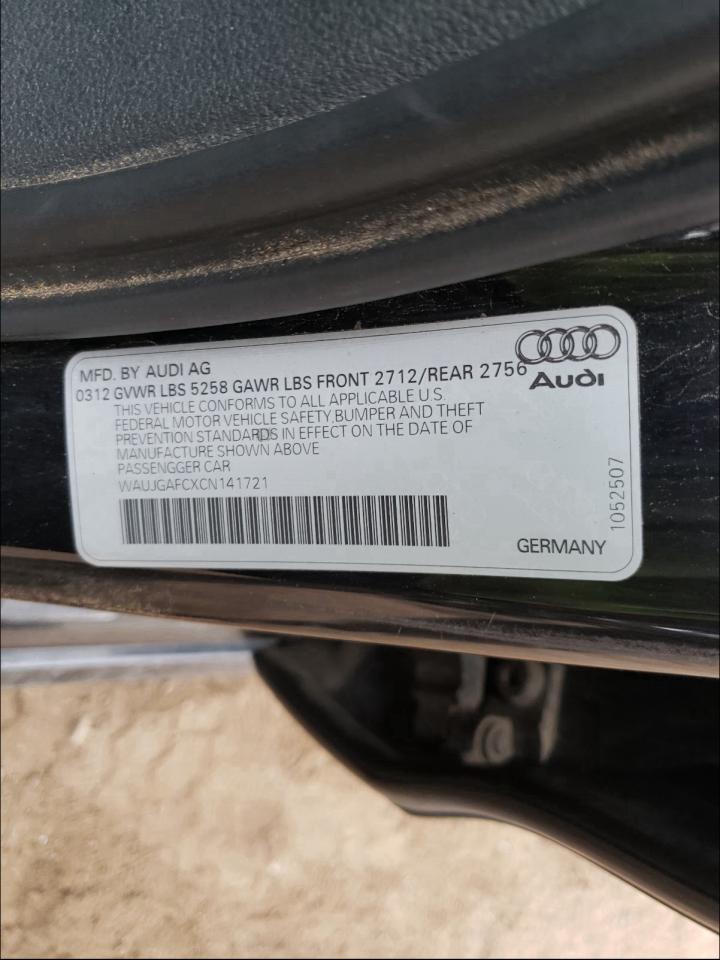 MFD. BY AUDI AG
0312 GVWR LBS 5258 GAWR LBS FRONT 2712/REAR 2756
Audi
THIS VEHICLE CONFORMS TO ALL APPLICABLE U.S.
FEDERAL MOTOR VEHICLE SAFETY,BUMPER AND THEFT
PREVENTION STANDARDS IN EFFECT ON THE DATE OF
MANUFACTURE SHOWN ABOVE
PASSENGGER CAR
WAUJGAFCXCN141721
GERMANY
1052507